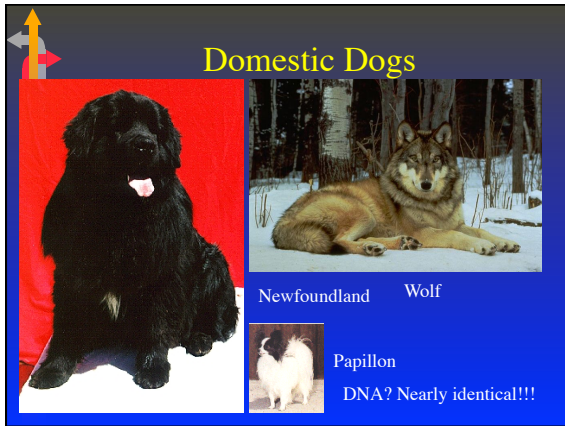 Domestic Dogs
Newfoundland
Wolf
Papillon
DNA? Nearly identical!!!